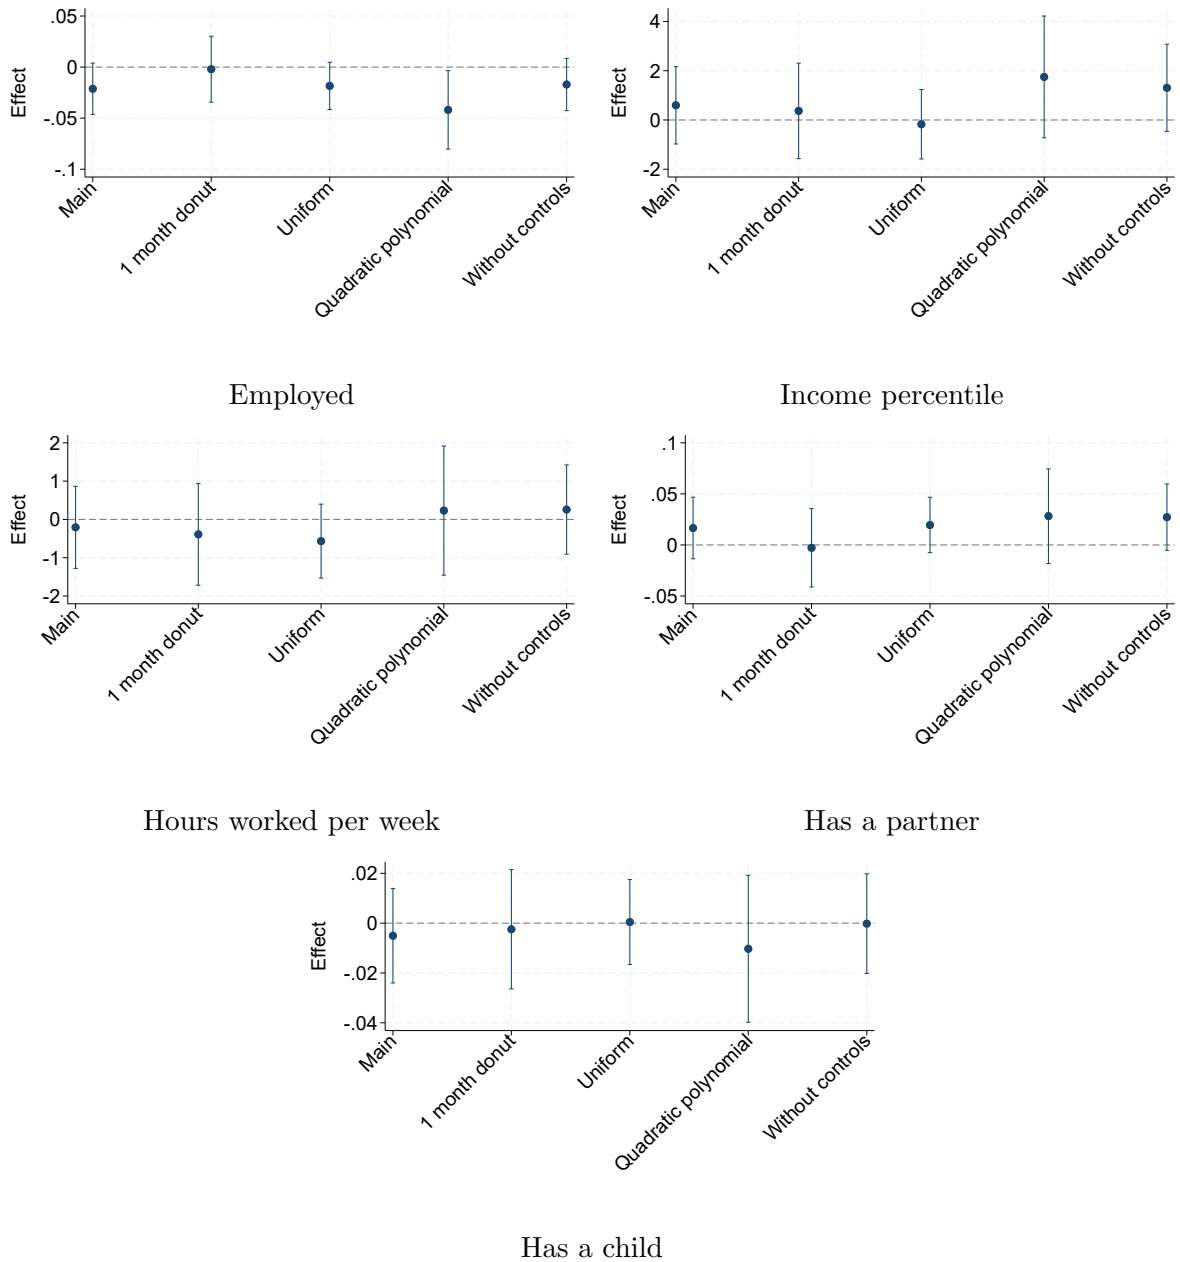 Effect
.05
0
-.05
-.1
Main
1 month donut
Uniform
Quadratic polynomial
Without controls
Employed
Effect
4
2
0
-2
Main
1 month donut
Uniform
Quadratic polynomial
Without controls
Income percentile
Effect
2
1
0
-1
-2
Main
1 month donut
Uniform
Quadratic polynomial
Without controls
Hours worked per week
Effect
.1
.05
0
-.05
Main
1 month donut
Uniform
Quadratic polynomial
Without controls
Has a partner
Effect
.02
0
-.02
-.04
Main
1 month donut
Uniform
Quadratic polynomial
Without controls
Has a child